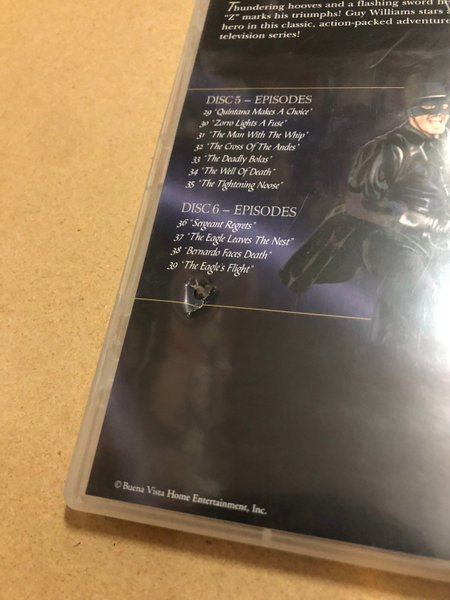 Thundering hooves and a flashing sword
"Z" marks his triumphs! Guy Williams stars
hero in this classic, action-packed adventure
television series!
DISC 5 – EPISODES
29 "Quintana Makes A Choice"
30 "Zorro Lights A Fuse"
31 "The Man With The Whip"
32 "The Cross Of The Andes"
33 "The Deadly Bolas"
34 "The Well Of Death"
35 "The Tightening Noose"
DISC 6 – EPISODES
36 "Sergeant Regrets"
37 "The Eagle Leaves The Nest"
38 "Bernardo Faces Death"
39 "The Eagle's Flight"
© Buena Vista Home Entertainment, Inc.